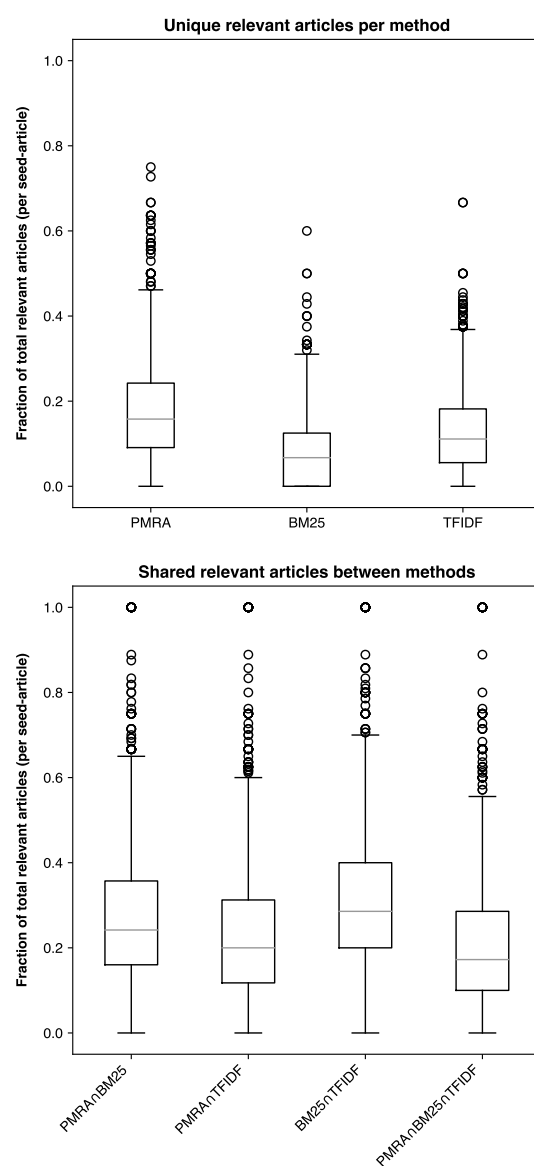 Unique relevant articles per method
Fraction of total relevant articles (per seed-article)
1.0
0.8
0.6
0.4
0.2
0.0
PMRA BM25 TFIDF
Shared relevant articles between methods
Fraction of total relevant articles (per seed-article)
1.0
0.8
0.6
0.4
0.2
0.0
PMRA∩BM25
PMRA∩TFIDF
BM25∩TFIDF
PMRA∩BM25∩TFIDF